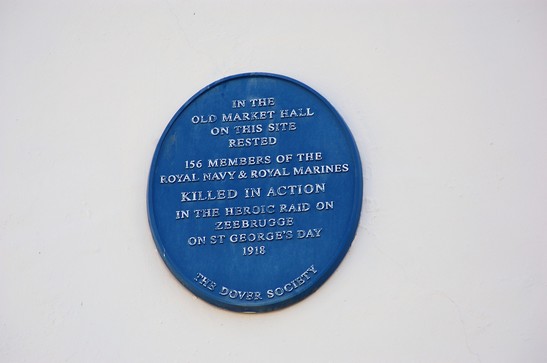 IN THE
OLD MARKET HALL
ON THIS SITE
RESTED
156 MEMBERS OF THE
ROYAL NAVY & ROYAL MARINES
KILLED IN ACTION
IN THE HEROIC RAID ON
ZEEBRUGGE
ON ST GEORGE'S DAY
1918
THE DOVER SOCIETY